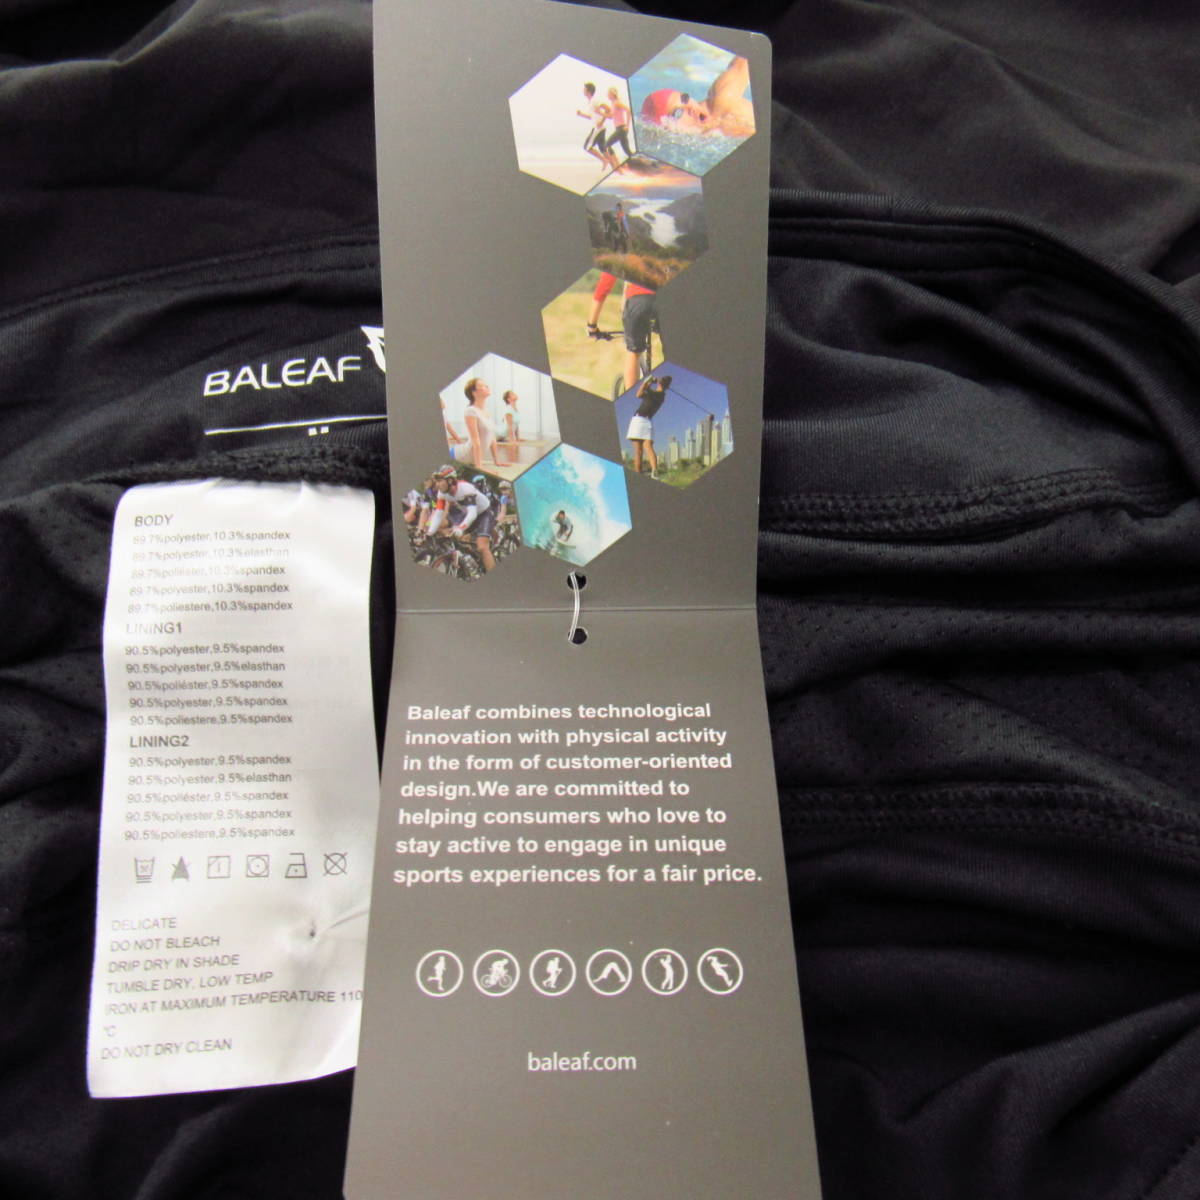 BALEAF
BODY
89.7%polyester,10.3%spandex
89.7%polyester,10.3%elasthan
89.7%poliéster,10.3%spandex
89.7%polyester,10.3%spandex
89.7%poliestere,10.3%spandex
LINING1
90.5%polyester,9.5%spandex
90.5%polyester,9.5%elasthan
90.5%poliéster,9.5%spandex
90.5%polyester,9.5%spandex
90.5%poliestere,9.5%spandex
LINING2
90.5%polyester,9.5%spandex
90.5%polyester,9.5%elasthan
90.5%poliéster,9.5%spandex
90.5%polyester,9.5%spandex
90.5%poliestere,9.5%spandex
DELICATE
DO NOT BLEACH
DRIP DRY IN SHADE
TUMBLE DRY, LOW TEMP
IRON AT MAXIMUM TEMPERATURE 110
℃
DO NOT DRY CLEAN
Baleaf combines technological
innovation with physical activity
in the form of customer-oriented
design.We are committed to
helping consumers who love to
stay active to engage in unique
sports experiences for a fair price.
baleaf.com